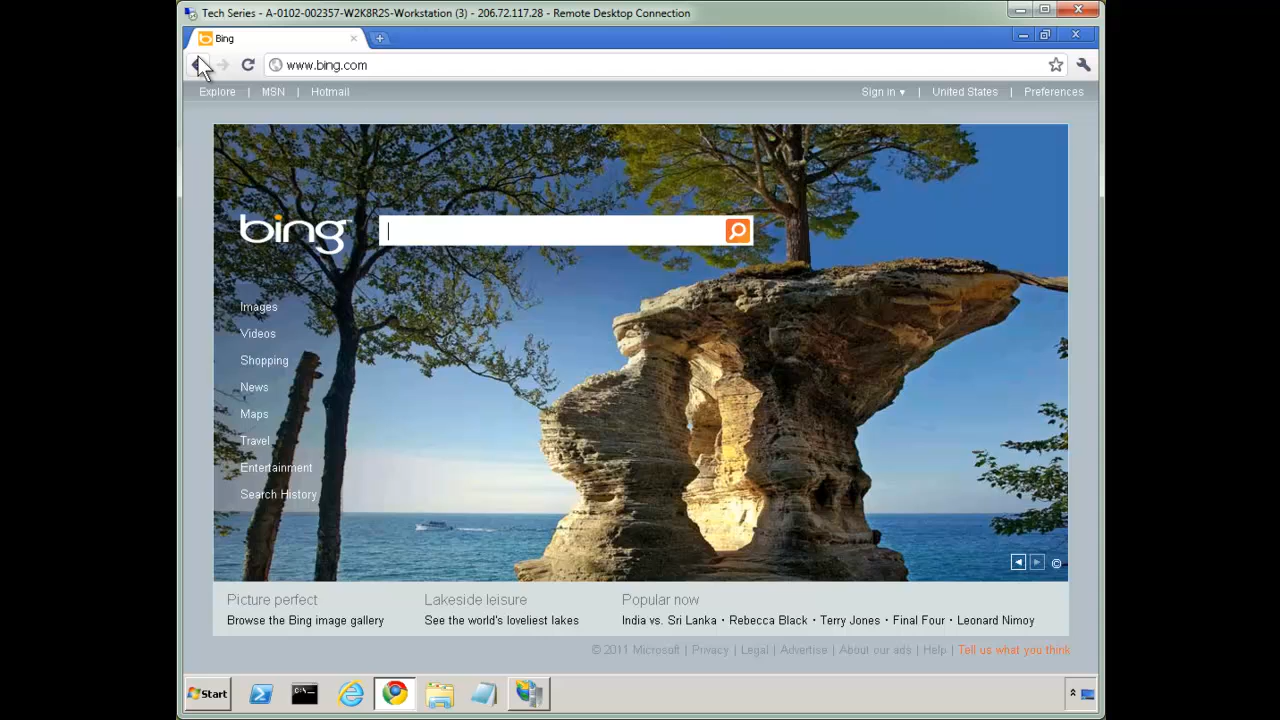 Tech Series - A-0102-002357-W2K8R2S-Workstation (3) - 206.72.117.28 - Remote Desktop Connection
Bing
www.bing.com
Explore | MSN | Hotmail
Sign in ▾ | United States | Preferences
bing
Images
Videos
Shopping
News
Maps
Travel
Entertainment
Search History
©
Picture perfect
Browse the Bing image gallery
Lakeside leisure
See the world's loveliest lakes
Popular now
India vs. Sri Lanka · Rebecca Black · Terry Jones · Final Four · Leonard Nimoy
© 2011 Microsoft | Privacy | Legal | Advertise | About our ads | Help | Tell us what you think
Start